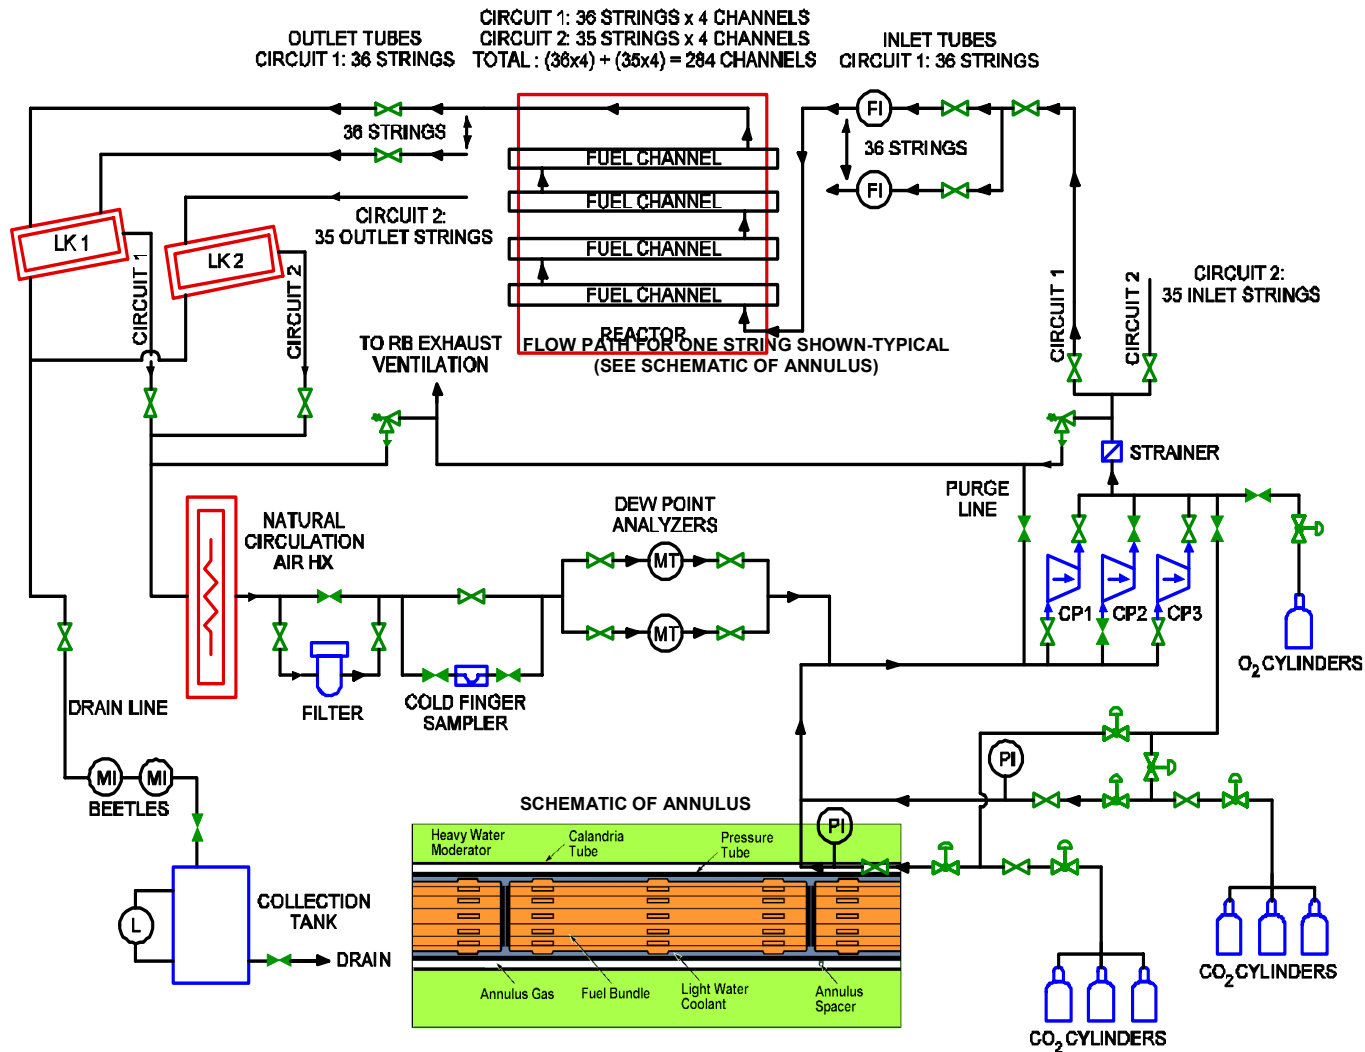 CIRCUIT 1: 36 STRINGS x 4 CHANNELS
CIRCUIT 2: 35 STRINGS x 4 CHANNELS
TOTAL : (36x4) + (35x4) = 284 CHANNELS
OUTLET TUBES
CIRCUIT 1: 36 STRINGS
INLET TUBES
CIRCUIT 1: 36 STRINGS
36 STRINGS
FI
36 STRINGS
FI
FUEL CHANNEL
FUEL CHANNEL
FUEL CHANNEL
FUEL CHANNEL
REACTOR
CIRCUIT 2:
35 OUTLET STRINGS
LK 1
LK 2
CIRCUIT 1
CIRCUIT 2
CIRCUIT 1
CIRCUIT 2
CIRCUIT 2:
35 INLET STRINGS
TO RB EXHAUST
VENTILATION
FLOW PATH FOR ONE STRING SHOWN-TYPICAL
(SEE SCHEMATIC OF ANNULUS)
STRAINER
PURGE
LINE
NATURAL
CIRCULATION
AIR HX
DEW POINT
ANALYZERS
MT
MT
CP1
CP2
CP3
O2 CYLINDERS
FILTER
COLD FINGER
SAMPLER
DRAIN LINE
MI
MI
BEETLES
PI
PI
SCHEMATIC OF ANNULUS
Heavy Water
Moderator
Calandria
Tube
Pressure
Tube
Annulus Gas
Fuel Bundle
Light Water
Coolant
Annulus
Spacer
COLLECTION
TANK
L
DRAIN
CO2 CYLINDERS
CO2 CYLINDERS